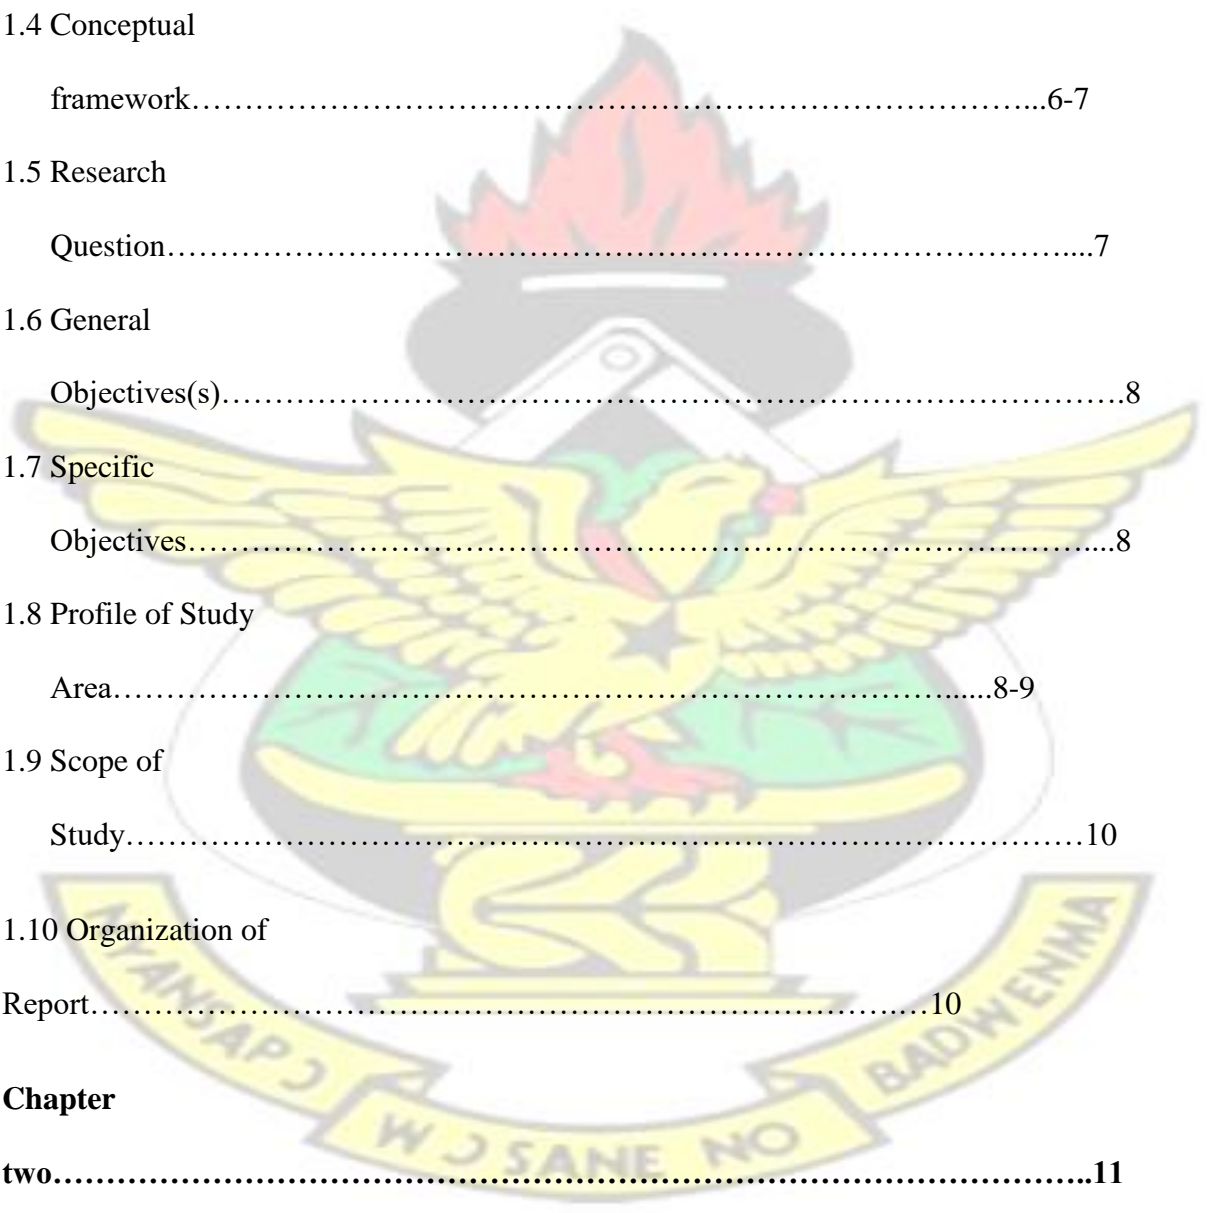 1.4 Conceptual
framework…………………………………………………………………...6-7
1.5 Research
Question………………………………………………………………………....7
1.6 General
Objectives(s)……………………………………………………………………….8
1.7 Specific
Objectives………………………………………………………………………....8
1.8 Profile of Study
Area…………………………………………………………………......8-9
1.9 Scope of
Study……………………………………………………………………………10
1.10 Organization of
Report……………………………………………………………….…10
Chapter
two…………………………………………………………………………………..11
NYANSAPƆ WƆSANE NO BADWENMA